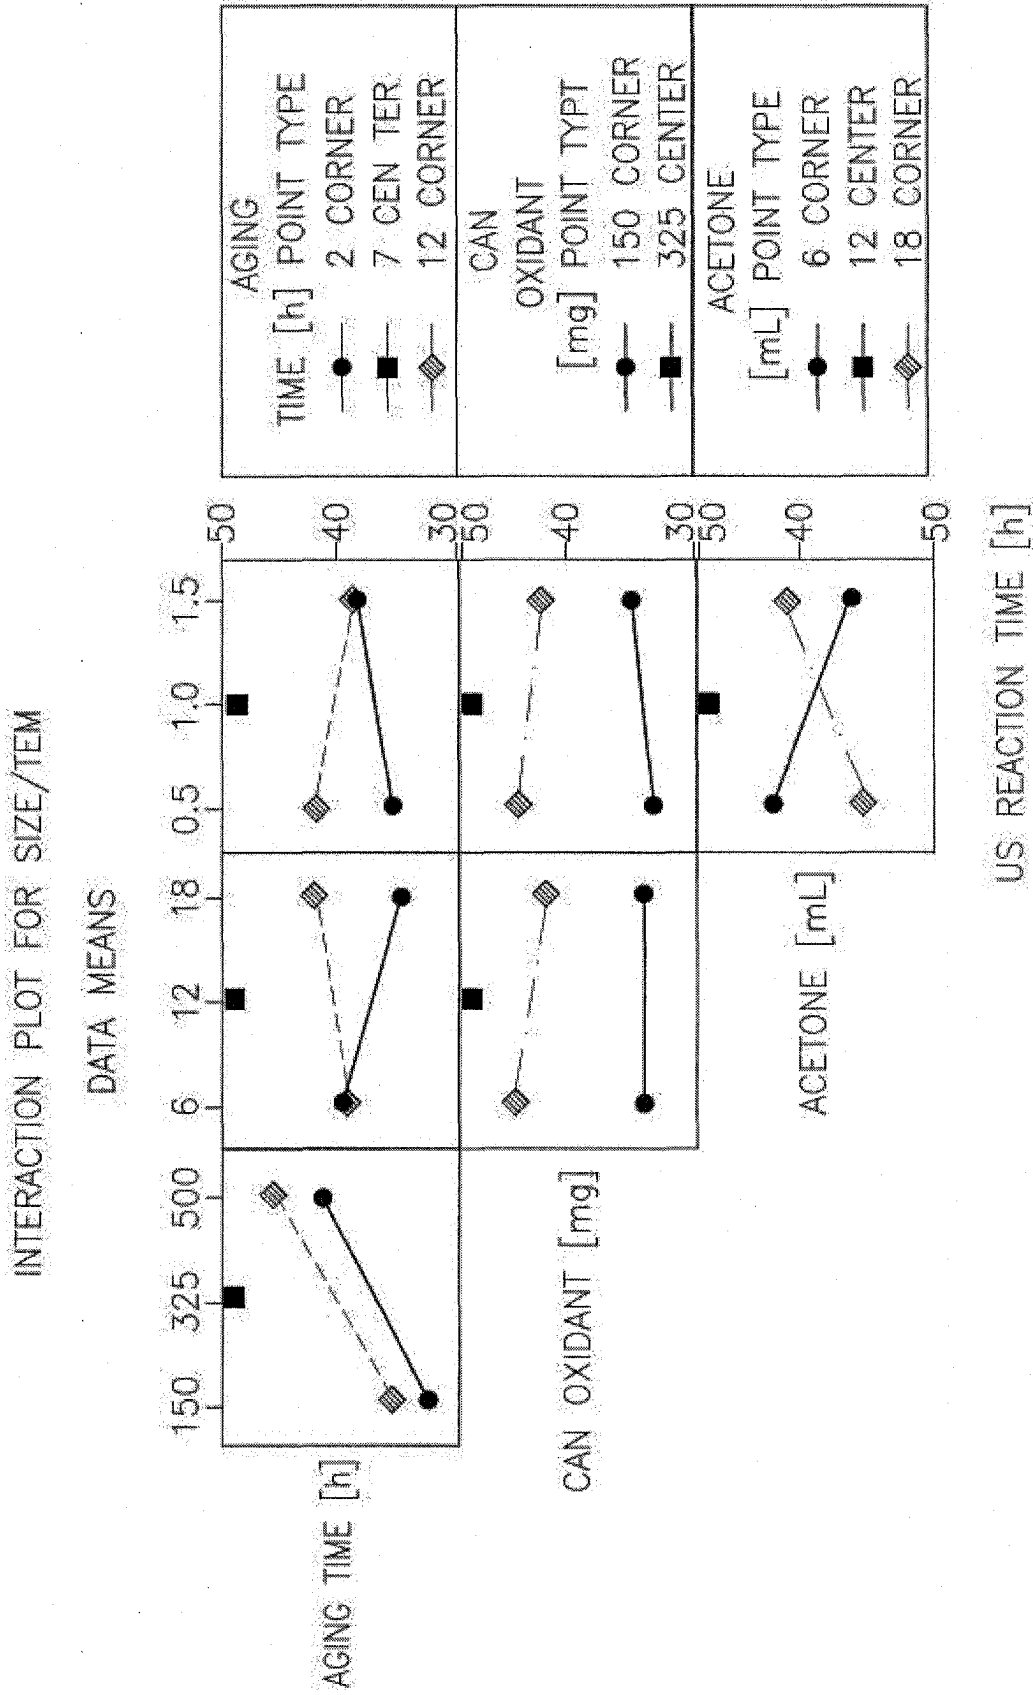 INTERACTION PLOT FOR SIZE/TEM
DATA MEANS
150 325 500 6 12 18 0.5 1.0 1.5
50
40
30
50
40
30
50
40
50
AGING TIME [h]
CAN OXIDANT [mg]
ACETONE [mL]
US REACTION TIME [h]
AGING
TIME [h] POINT TYPE
2 CORNER
7 CEN TER
12 CORNER
CAN
OXIDANT
[mg] POINT TYPT
150 CORNER
325 CENTER
ACETONE
[mL] POINT TYPE
6 CORNER
12 CENTER
18 CORNER